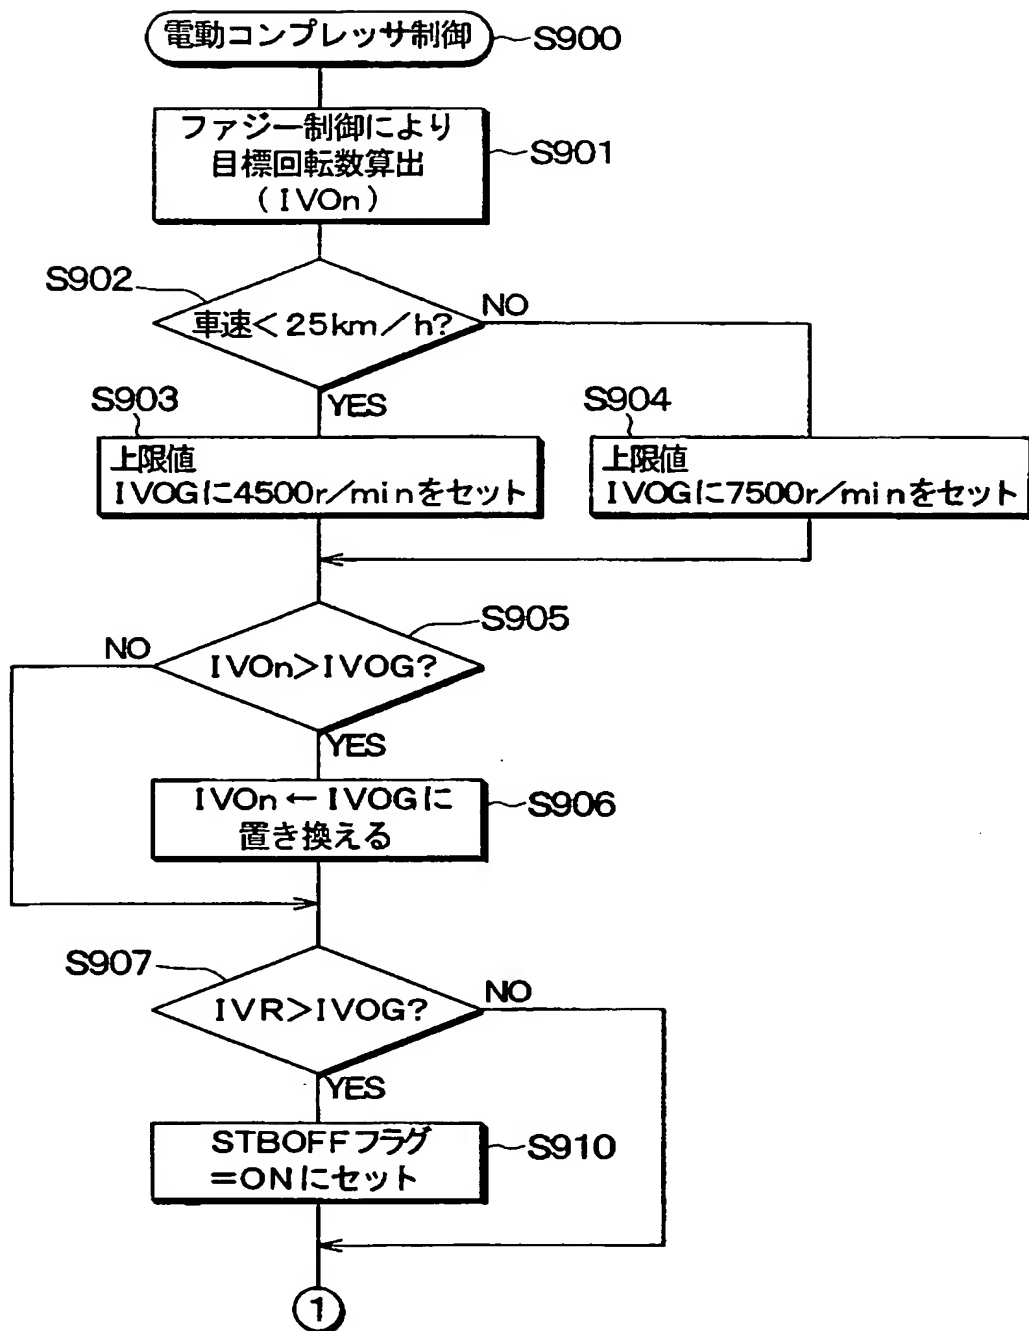 電動コンプレッサ制御
S900
ファジー制御により
目標回転数算出
(IVOn)
S901
S902
車速<25km/h?
NO
YES
S903
上限値
IVOGに4500r/minをセット
S904
上限値
IVOGに7500r/minをセット
S905
NO
IVOn>IVOG?
YES
IVOn←IVOGに
置き換える
S906
S907
IVR>IVOG?
NO
YES
STBOFFフラグ
=ONにセット
S910
1